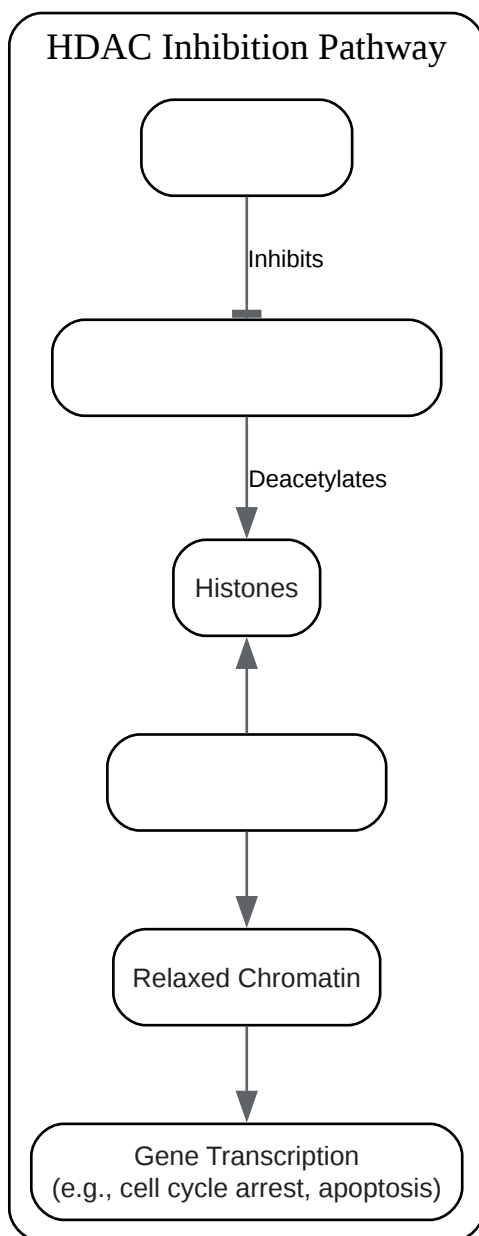 HDAC Inhibition Pathway
Inhibits
Deacetylates
Histones
Relaxed Chromatin
Gene Transcription
(e.g., cell cycle arrest, apoptosis)